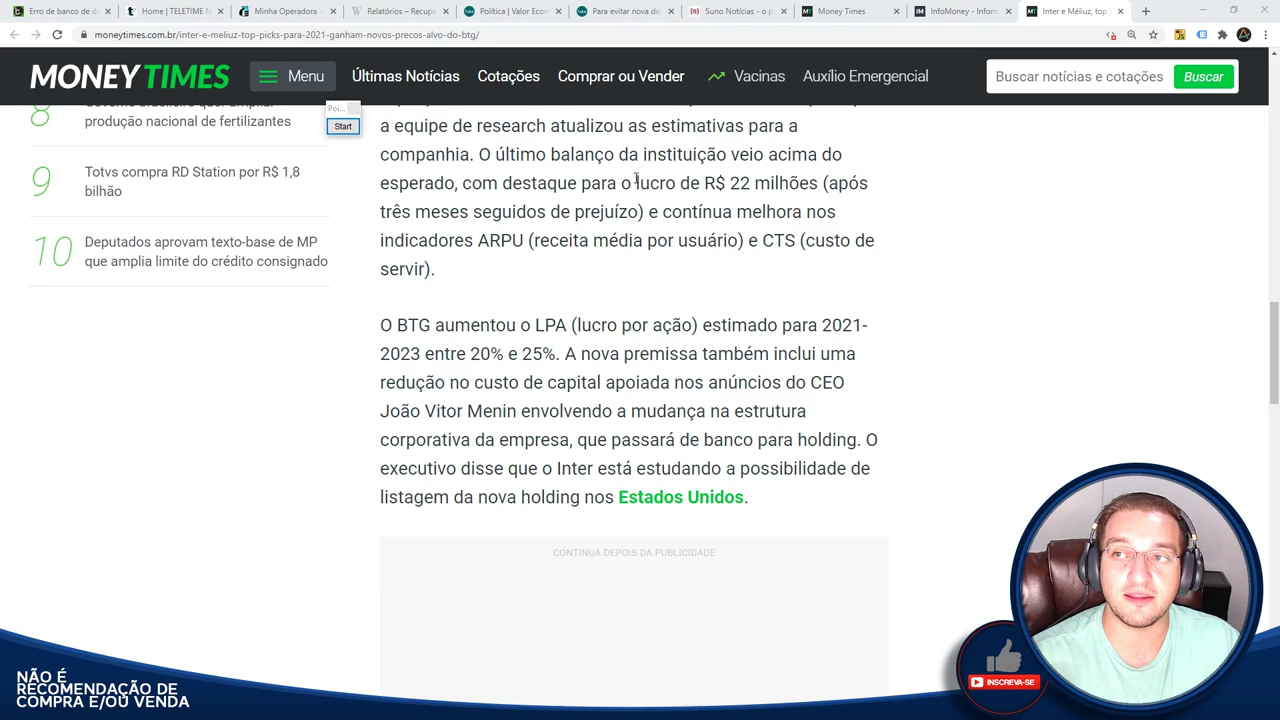 Erro de banco de da
Home | TELETIME N
Minha Operadora -
Relatórios – Recupe
Política | Valor Econ
Para evitar nova de
Suno Notícias - o p
Money Times
InfoMoney - Inform
Inter e Méliuz, top
moneytimes.com.br/inter-e-meliuz-top-picks-para-2021-ganham-novos-precos-alvo-do-btg/
MONEY TIMES
Menu
Últimas Notícias
Cotações
Comprar ou Vender
Vacinas
Auxílio Emergencial
Buscar notícias e cotações
Buscar
8
Governo brasileiro quer ampliar
produção nacional de fertilizantes
Poi...
Start
9
Totvs compra RD Station por R$ 1,8
bilhão
10
Deputados aprovam texto-base de MP
que amplia limite do crédito consignado
a equipe de research atualizou as estimativas para a
companhia. O último balanço da instituição veio acima do
esperado, com destaque para o lucro de R$ 22 milhões (após
três meses seguidos de prejuízo) e contínua melhora nos
indicadores ARPU (receita média por usuário) e CTS (custo de
servir).
O BTG aumentou o LPA (lucro por ação) estimado para 2021-
2023 entre 20% e 25%. A nova premissa também inclui uma
redução no custo de capital apoiada nos anúncios do CEO
João Vitor Menin envolvendo a mudança na estrutura
corporativa da empresa, que passará de banco para holding. O
executivo disse que o Inter está estudando a possibilidade de
listagem da nova holding nos Estados Unidos.
CONTINUA DEPOIS DA PUBLICIDADE
NÃO É
RECOMENDAÇÃO DE
COMPRA E/OU VENDA
INSCREVA-SE